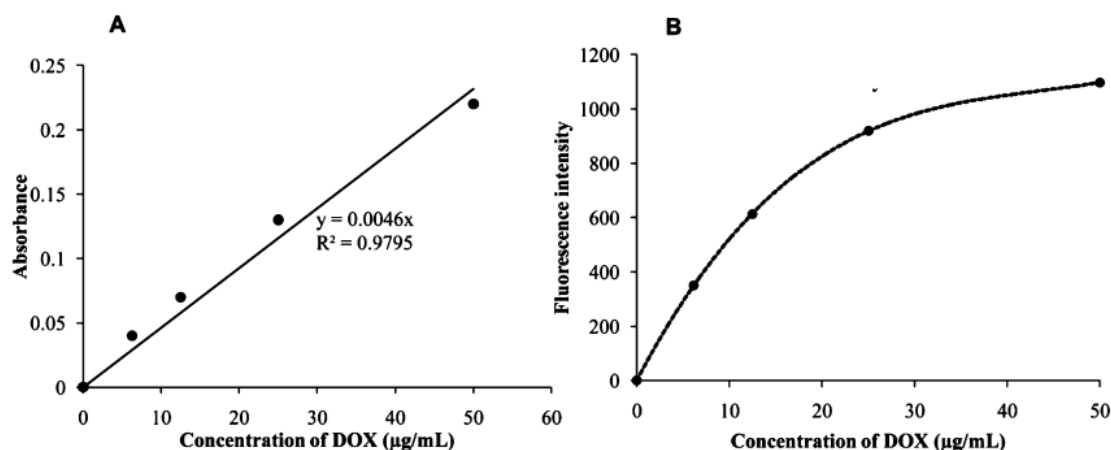 A
0.25
0.2
0.15
0.1
0.05
0
Absorbance
y = 0.0046x
R² = 0.9795
0 10 20 30 40 50 60
Concentration of DOX (µg/mL)
B
1200
1000
800
600
400
200
0
Fluorescence intensity
0 10 20 30 40 50
Concentration of DOX (µg/mL)